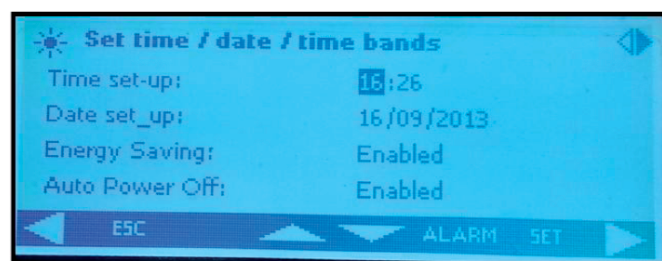 Set time / date / time bands
Time set-up: 16:26
Date set_up: 16/09/2013
Energy Saving: Enabled
Auto Power Off: Enabled
ESC ALARM SET